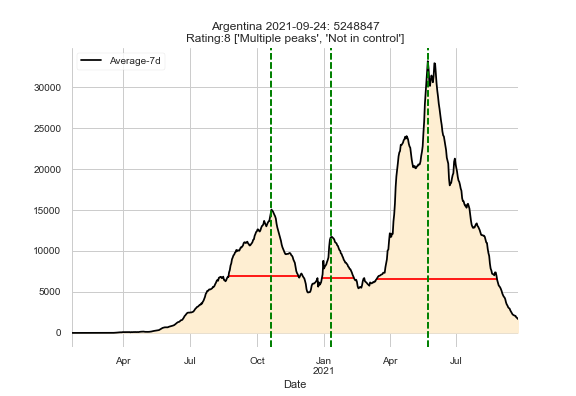 Argentina 2021-09-24: 5248847
Rating:8 ['Multiple peaks', 'Not in control']
Average-7d
30000
25000
20000
15000
10000
5000
0
Apr Jul Oct Jan Apr Jul
2021
Date